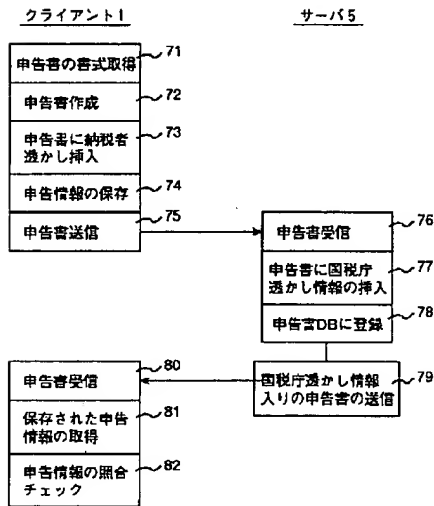 クライアント1
サーバ5
71
申告書の書式取得
72
申告書作成
73
申告書に納税者
透かし挿入
74
申告情報の保存
75
申告書送信
76
申告書受信
77
申告書に国税庁
透かし情報の挿入
78
申告書DBに登録
79
国税庁透かし情報
入りの申告書の送信
80
申告書受信
81
保存された申告
情報の取得
82
申告情報の照合
チェック